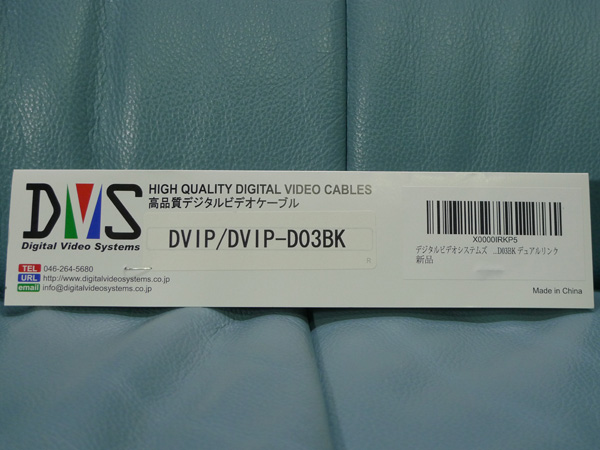 DVS
Digital Video Systems
HIGH QUALITY DIGITAL VIDEO CABLES
高品質デジタルビデオケーブル
DVIP/DVIP-D03BK
R
TEL 046-264-5680
URL http://www.digitalvideosystems.co.jp
email info@digitalvideosystems.co.jp
X0000IRKP5
デジタルビデオシステムズ ...D03BK デュアルリンク
新品
Made in China